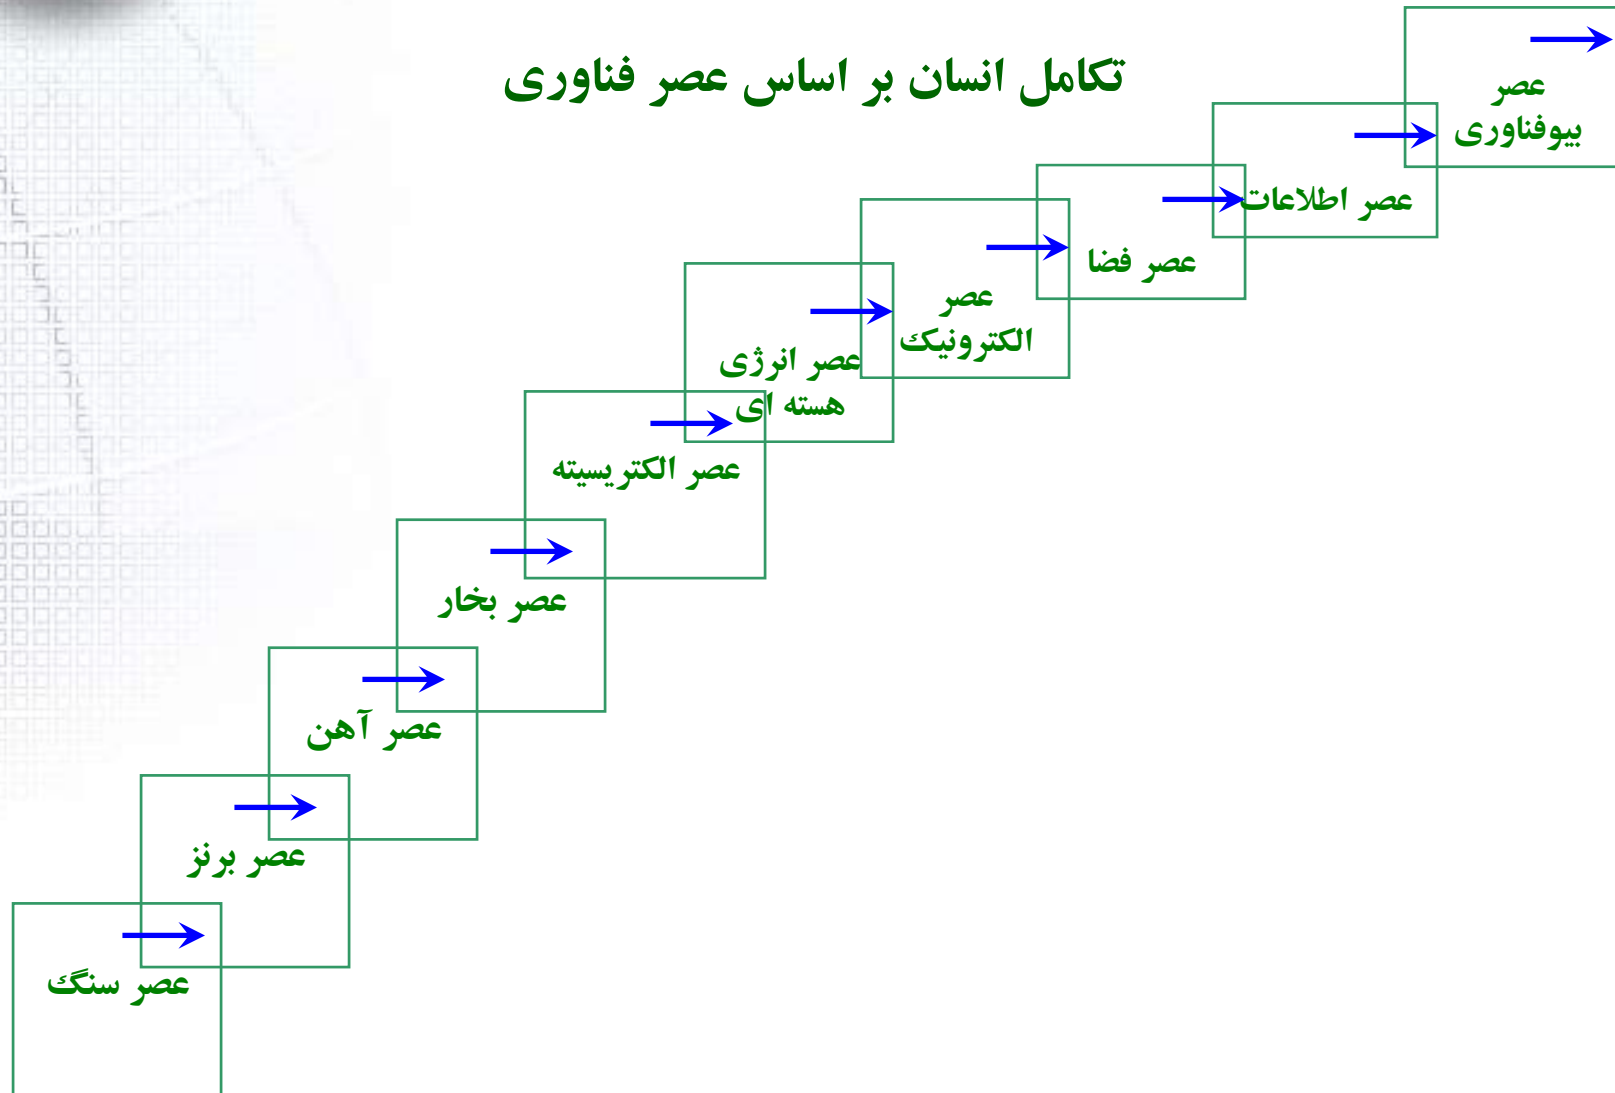 تکامل انسان بر اساس عصر فناوری
عصر
بیوفناوری
عصر اطلاعات
عصر فضا
عصر
الکترونیک
عصر انرژی
هسته ای
عصر الکتریسیته
عصر بخار
عصر آهن
عصر برنز
عصر سنگ